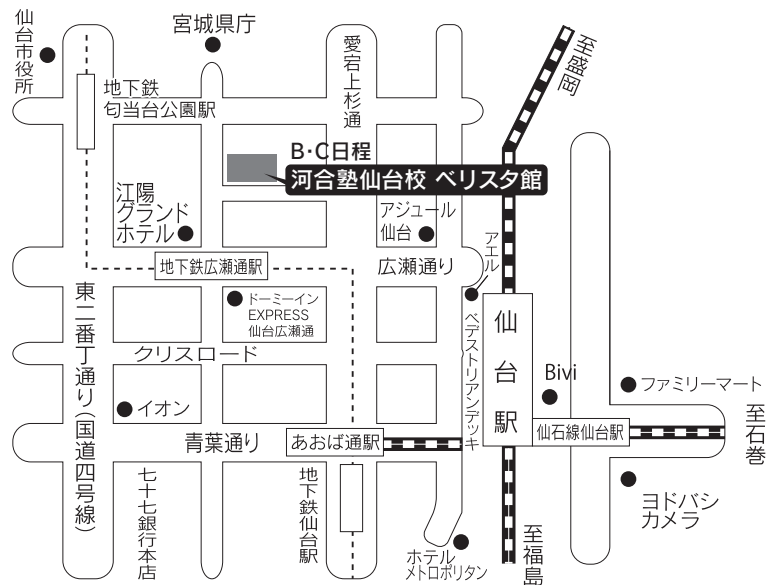 仙台市役所
宮城県庁
愛宕上杉通
至盛岡
地下鉄
勾当台公園駅
B・C日程
河合塾仙台校 ベリスタ館
江陽
グランド
ホテル
アジュール
仙台
アエル
地下鉄広瀬通駅
広瀬通り
ドーミーイン
EXPRESS
仙台広瀬通
東二番丁通り(国道四号線)
クリスロード
ペデストリアンデッキ
仙台駅
Bivi
ファミリーマート
イオン
青葉通り
あおば通駅
仙石線仙台駅
至石巻
七十七銀行本店
地下鉄仙台駅
ヨドバシ
カメラ
ホテル
メトロポリタン
至福島